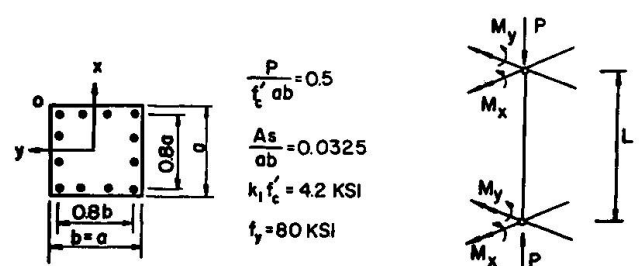 x
o
y
0.8a
a
0.8b
b = a
P / f'c ab = 0.5
As / ab = 0.0325
k1 f'c = 4.2 KSI
fy = 80 KSI
My P
Mx
L
My
Mx P